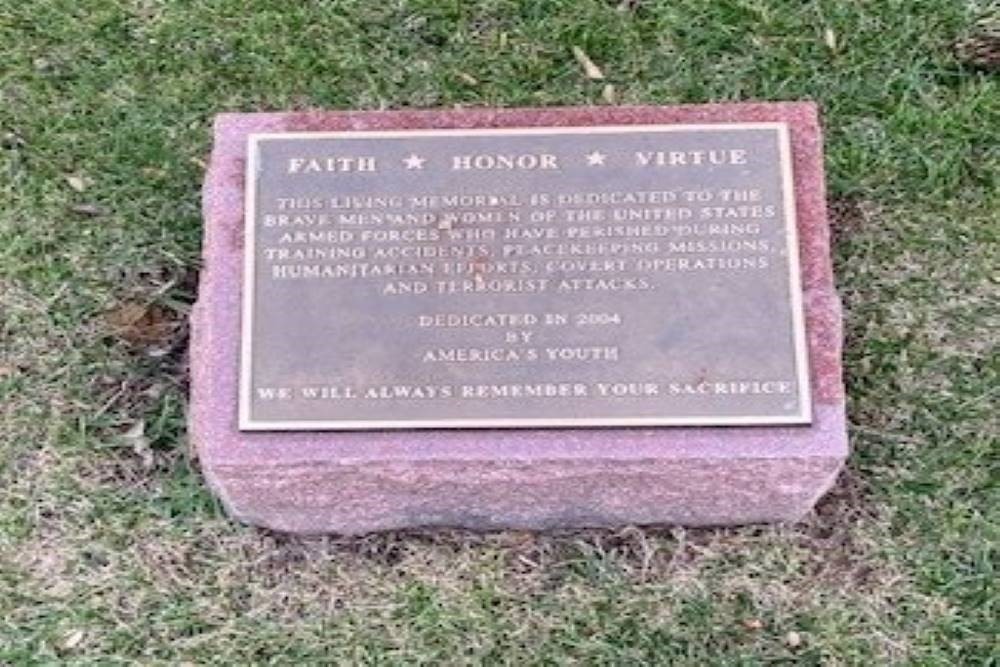 FAITH ★ HONOR ★ VIRTUE
THIS LIVING MEMORIAL IS DEDICATED TO THE
BRAVE MEN AND WOMEN OF THE UNITED STATES
ARMED FORCES WHO HAVE PERISHED DURING
TRAINING ACCIDENTS, PEACEKEEPING MISSIONS,
HUMANITARIAN EFFORTS, COVERT OPERATIONS
AND TERRORIST ATTACKS.
DEDICATED IN 2004
BY
AMERICA'S YOUTH
WE WILL ALWAYS REMEMBER YOUR SACRIFICE